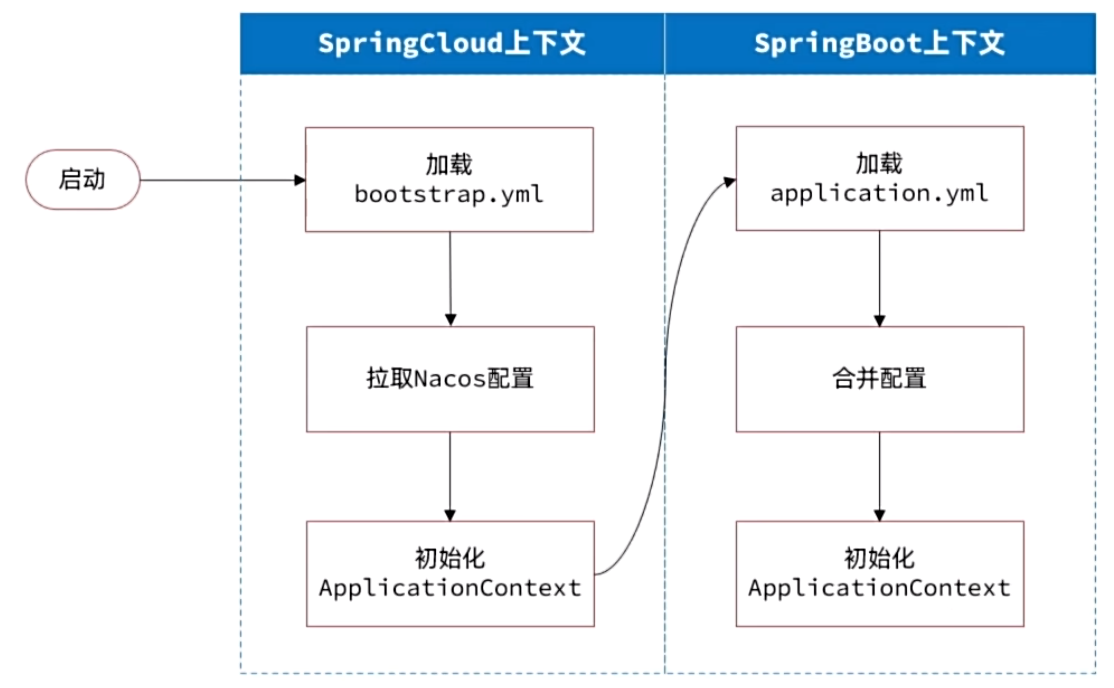 SpringCloud上下文
SpringBoot上下文
启动
加载
bootstrap.yml
拉取Nacos配置
初始化
ApplicationContext
加载
application.yml
合并配置
初始化
ApplicationContext